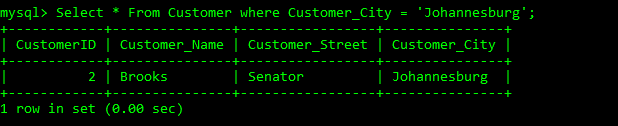 mysql> Select * From Customer where Customer_City = 'Johannesburg';
+------------+---------------+-----------------+---------------+
| CustomerID | Customer_Name | Customer_Street | Customer_City |
+------------+---------------+-----------------+---------------+
|          2 | Brooks        | Senator         | Johannesburg  |
+------------+---------------+-----------------+---------------+
1 row in set (0.00 sec)